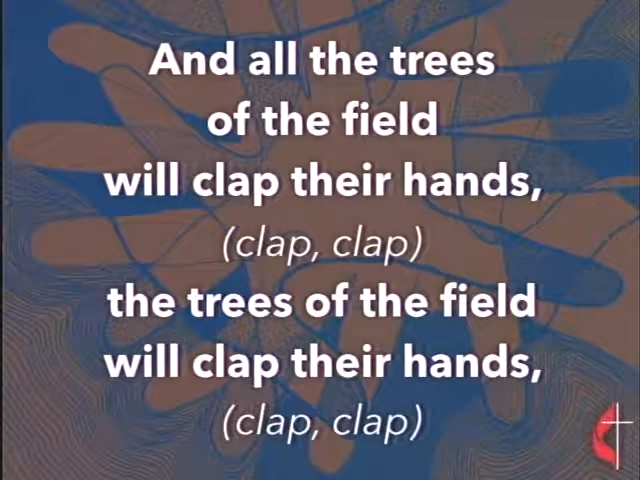 And all the trees
of the field
will clap their hands,
(clap, clap)
the trees of the field
will clap their hands,
(clap, clap)